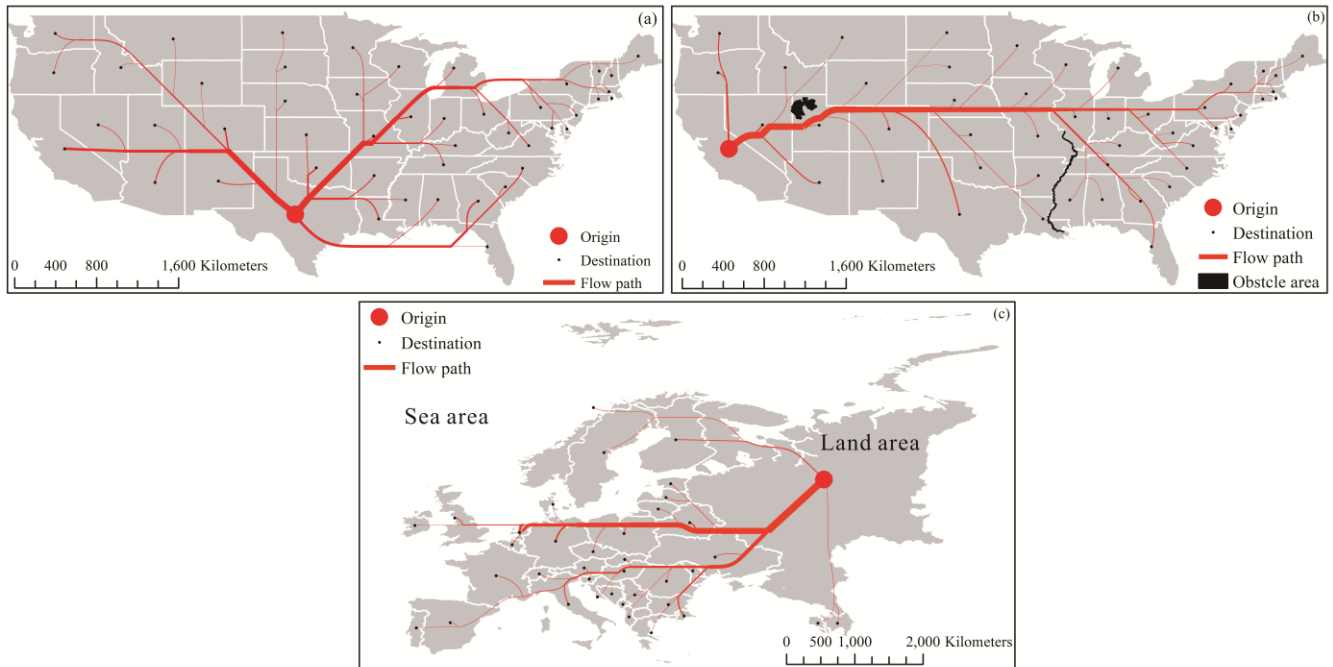 (a)
Origin
Destination
Flow path
0 400 800 1,600 Kilometers
(b)
Origin
Destination
Flow path
Obstcle area
0 400 800 1,600 Kilometers
(c)
Origin
Destination
Flow path
Sea area
Land area
0 500 1,000 2,000 Kilometers